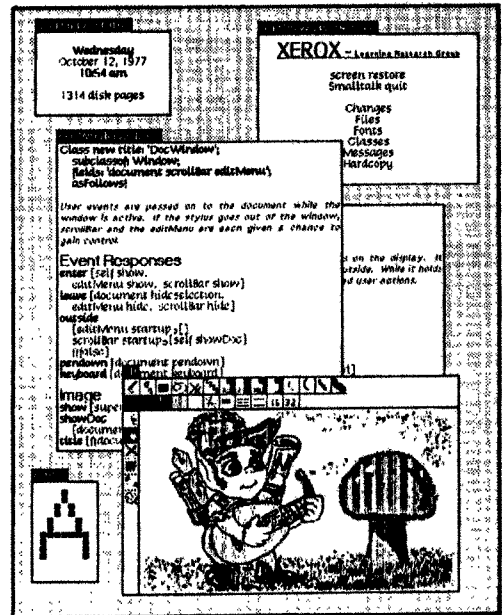 Wednesday
October 12, 1977
10:54 am
1314 disk pages
XEROX - Learning Research Group
screen restore
Smalltalk quit
Changes
Files
Fonts
Classes
Messages
Hardcopy
Class new title: 'DocWindow';
subclassof: Window;
fields: 'document scrollBar editMenu';
asFollows!
User events are passed on to the document while the
window is active. If the stylus goes out of the window,
scrollBar and the editMenu are each given a chance to
gain control.
Event Responses
enter [self show.
editMenu show. scrollBar show]
leave [document hideselection.
editMenu hide. scrollBar hide]
outside
[editMenu startup⇒[]
scrollBar startup⇒[self showDoc]
⇑false]
pendown [document pendown]
keyboard [document keyboard]
Image
show [super
showDoc
[document
title [⇑docu
s on the display. It
utside. While it holds
d user actions.